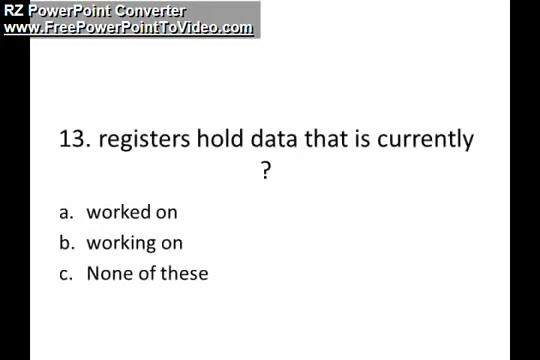 RZ PowerPoint Converter
www.FreePowerPointToVideo.com
13. registers hold data that is currently
?
a. worked on
b. working on
c. None of these